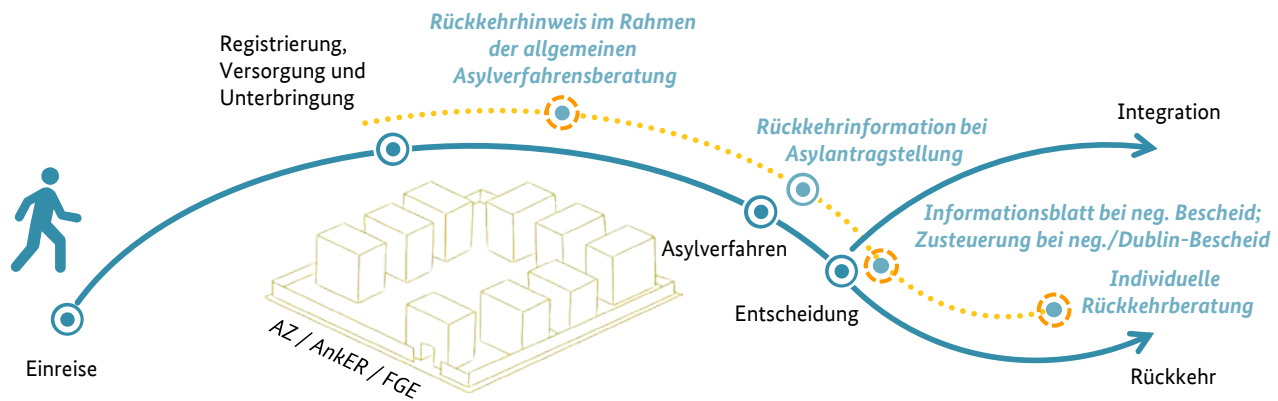 Rückkehrhinweis im Rahmen
der allgemeinen
Asylverfahrensberatung
Registrierung,
Versorgung und
Unterbringung
Rückkehrinformation bei
Asylantragstellung
Integration
Informationsblatt bei neg. Bescheid;
Zusteuerung bei neg./Dublin-Bescheid
Asylverfahren
Individuelle
Rückkehrberatung
Entscheidung
AZ / AnkER / FGE
Einreise
Rückkehr